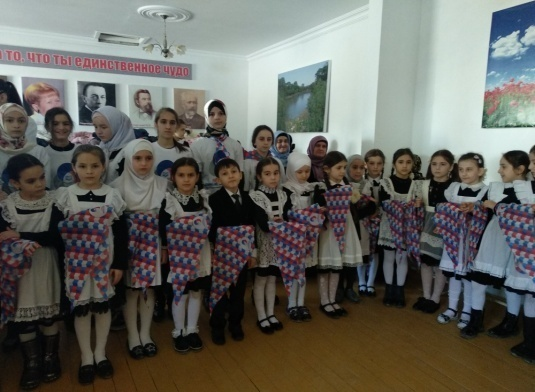 то, что ты единственное чудо